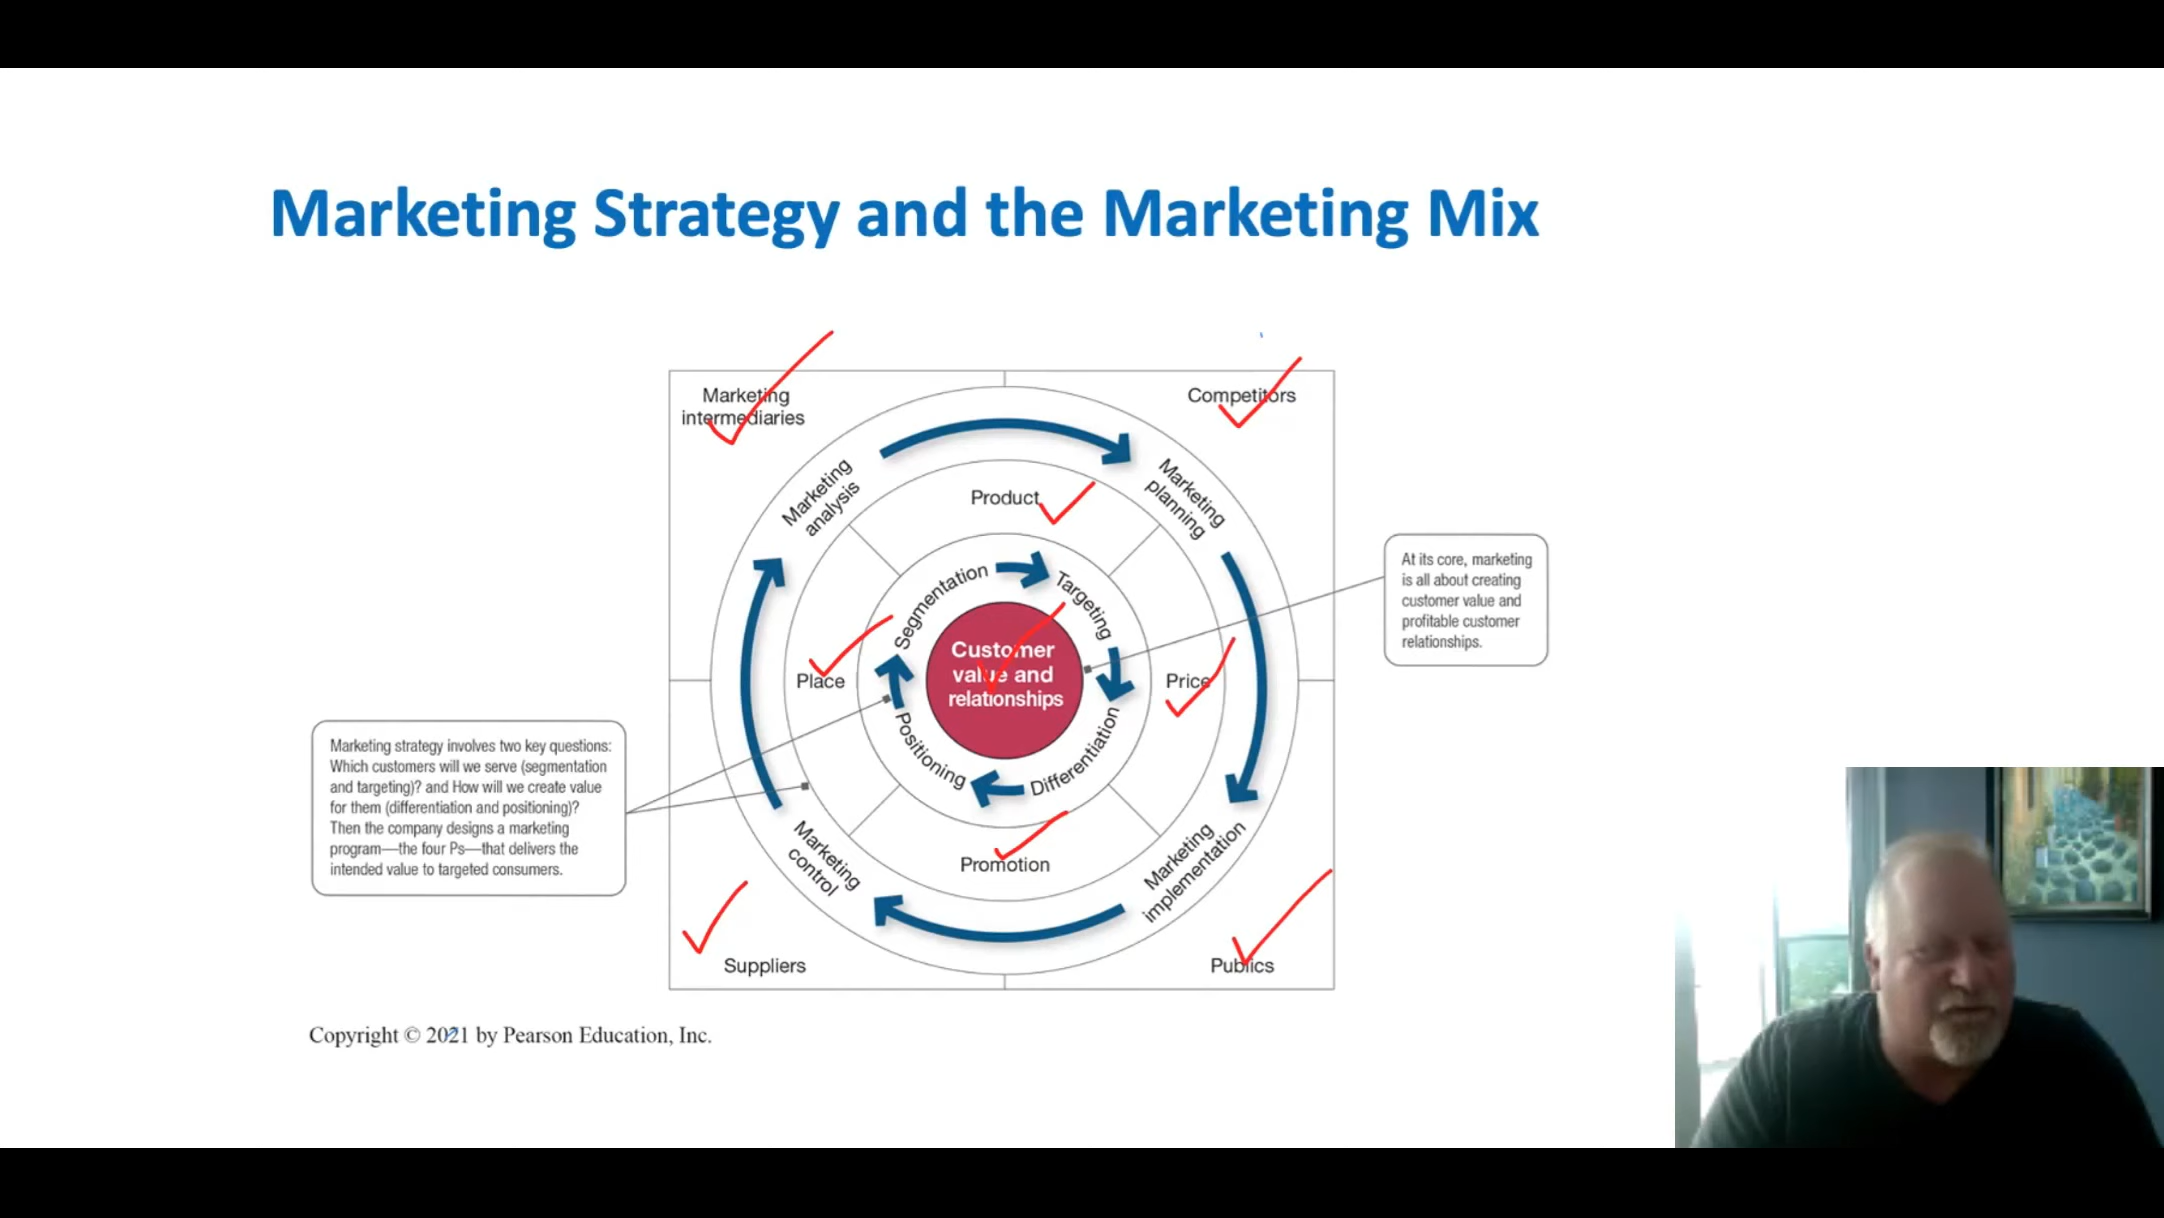 Marketing Strategy and the Marketing Mix
Marketing
intermediaries
Competitors
Marketing
analysis
Marketing
planning
Product
Segmentation
Targeting
Place
Customer
value and
relationships
Price
Positioning
Differentiation
Promotion
Marketing
control
Marketing
implementation
Suppliers
Publics
At its core, marketing
is all about creating
customer value and
profitable customer
relationships.
Marketing strategy involves two key questions:
Which customers will we serve (segmentation
and targeting)? and How will we create value
for them (differentiation and positioning)?
Then the company designs a marketing
program—the four Ps—that delivers the
intended value to targeted consumers.
Copyright © 2021 by Pearson Education, Inc.